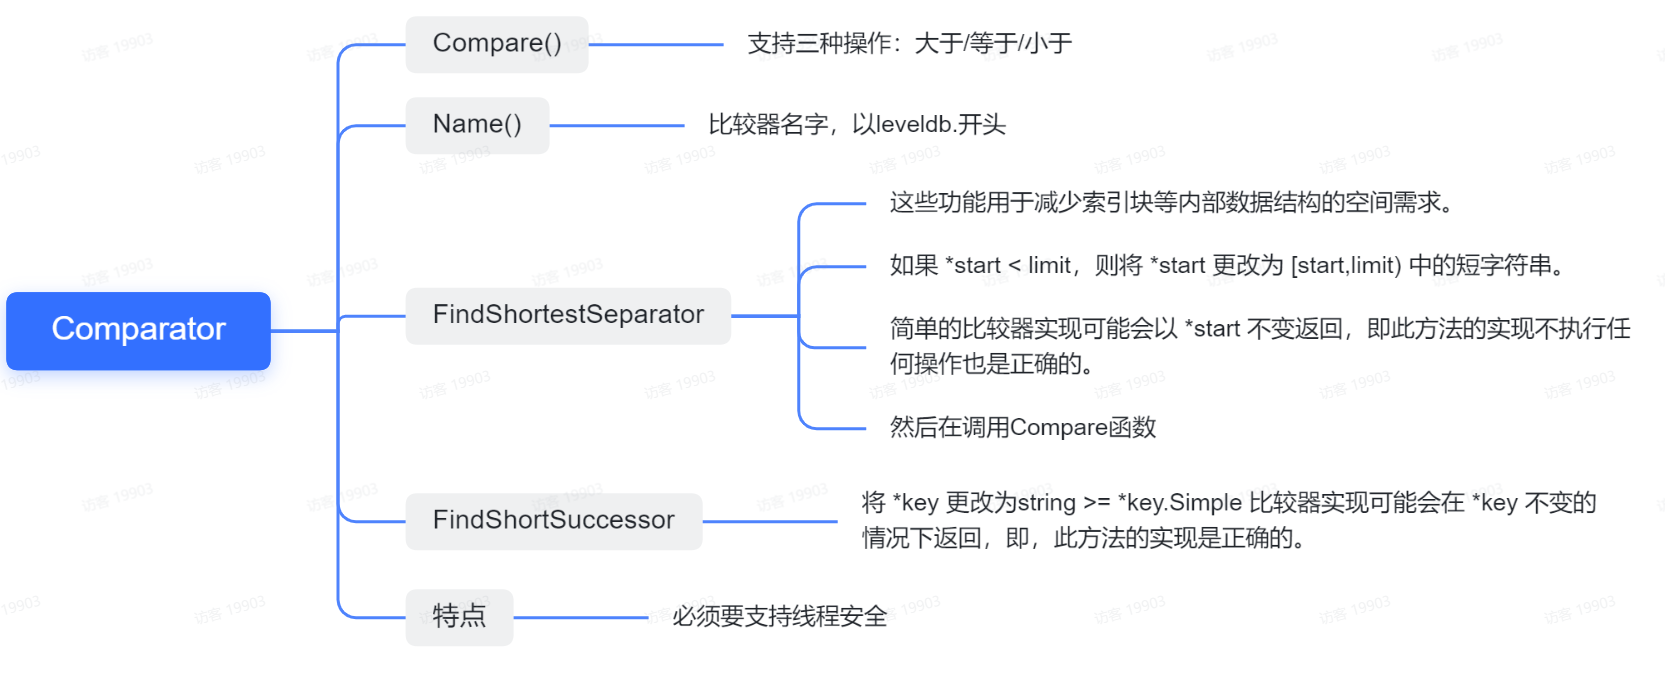 Compare()
支持三种操作：大于/等于/小于
Name()
比较器名字，以leveldb.开头
Comparator
FindShortestSeparator
这些功能用于减少索引块等内部数据结构的空间需求。
如果 *start < limit，则将 *start 更改为 [start,limit) 中的短字符串。
简单的比较器实现可能会以 *start 不变返回，即此方法的实现不执行任
何操作也是正确的。
然后在调用Compare函数
FindShortSuccessor
将 *key 更改为string >= *key.Simple 比较器实现可能会在 *key 不变的
情况下返回，即，此方法的实现是正确的。
特点
必须要支持线程安全
访客 19903